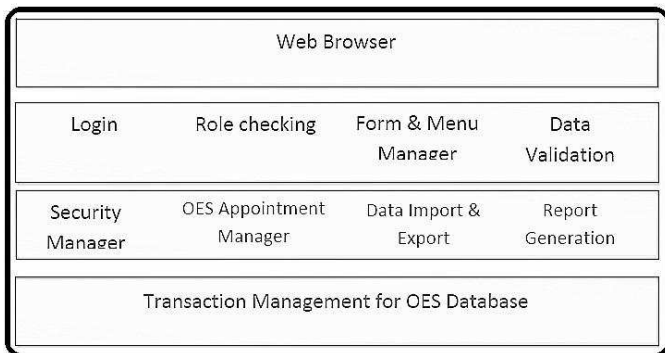 Web Browser
Login Role checking Form & Menu Data
Manager Validation
Security OES Appointment Data Import & Report
Manager Manager Export Generation
Transaction Management for OES Database